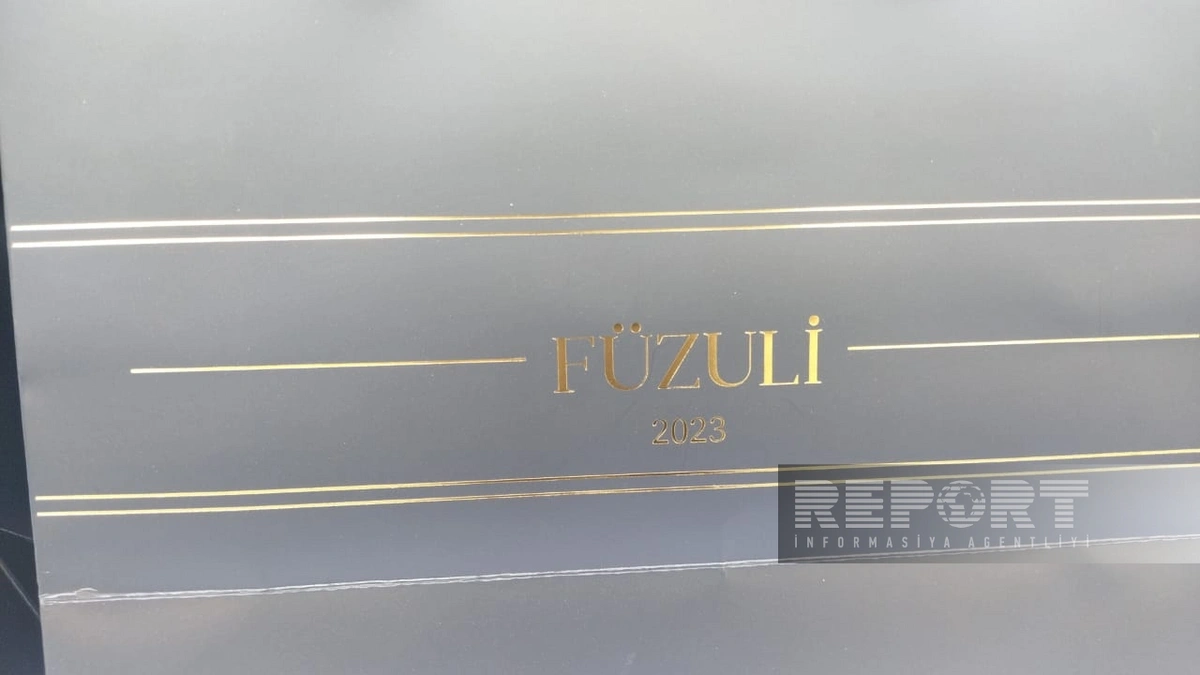 FÜZULİ
2023
REPORT
İNFORMASİYA AGENTLİYİ